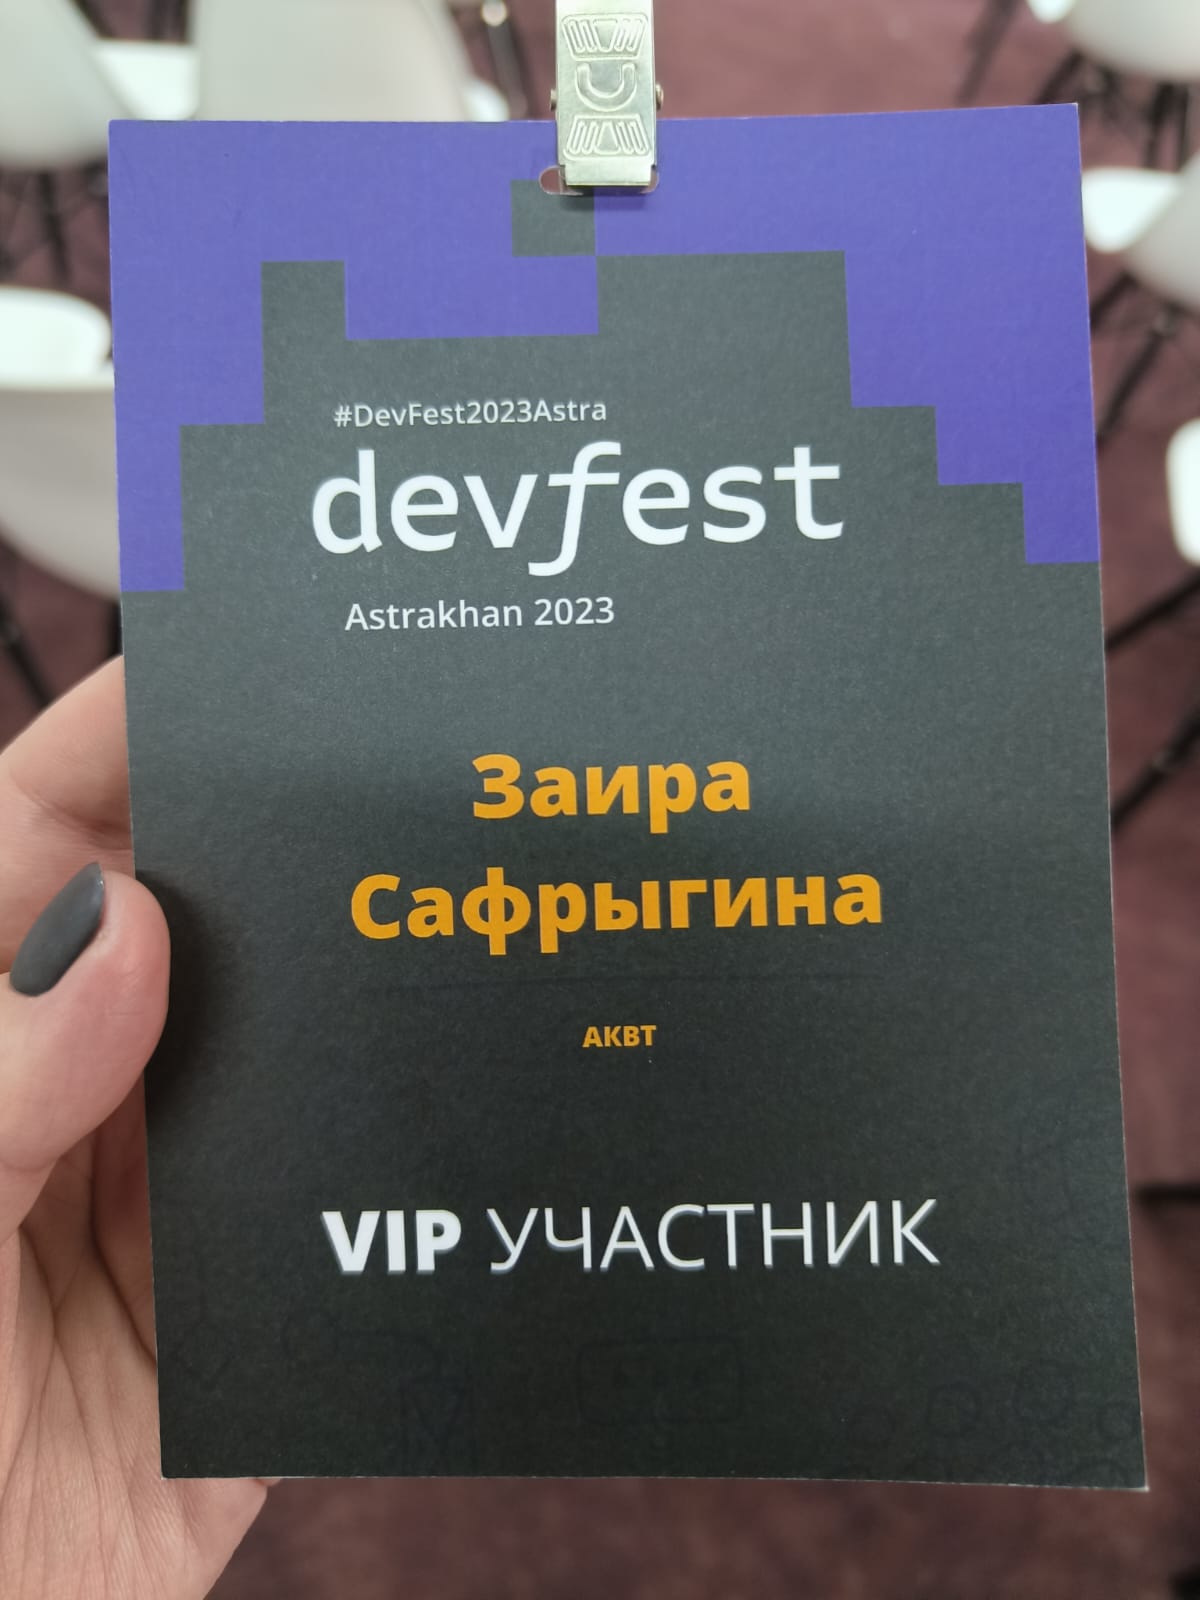 #DevFest2023Astra
devfest
Astrakhan 2023
Заира
Сафрыгина
АКВТ
VIP УЧАСТНИК